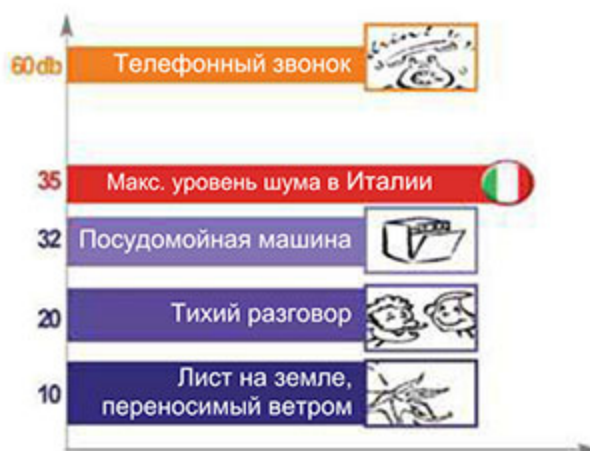 60db Телефонный звонок
35 Макс. уровень шума в Италии
32 Посудомойная машина
20 Тихий разговор
10 Лист на земле,
переносимый ветром